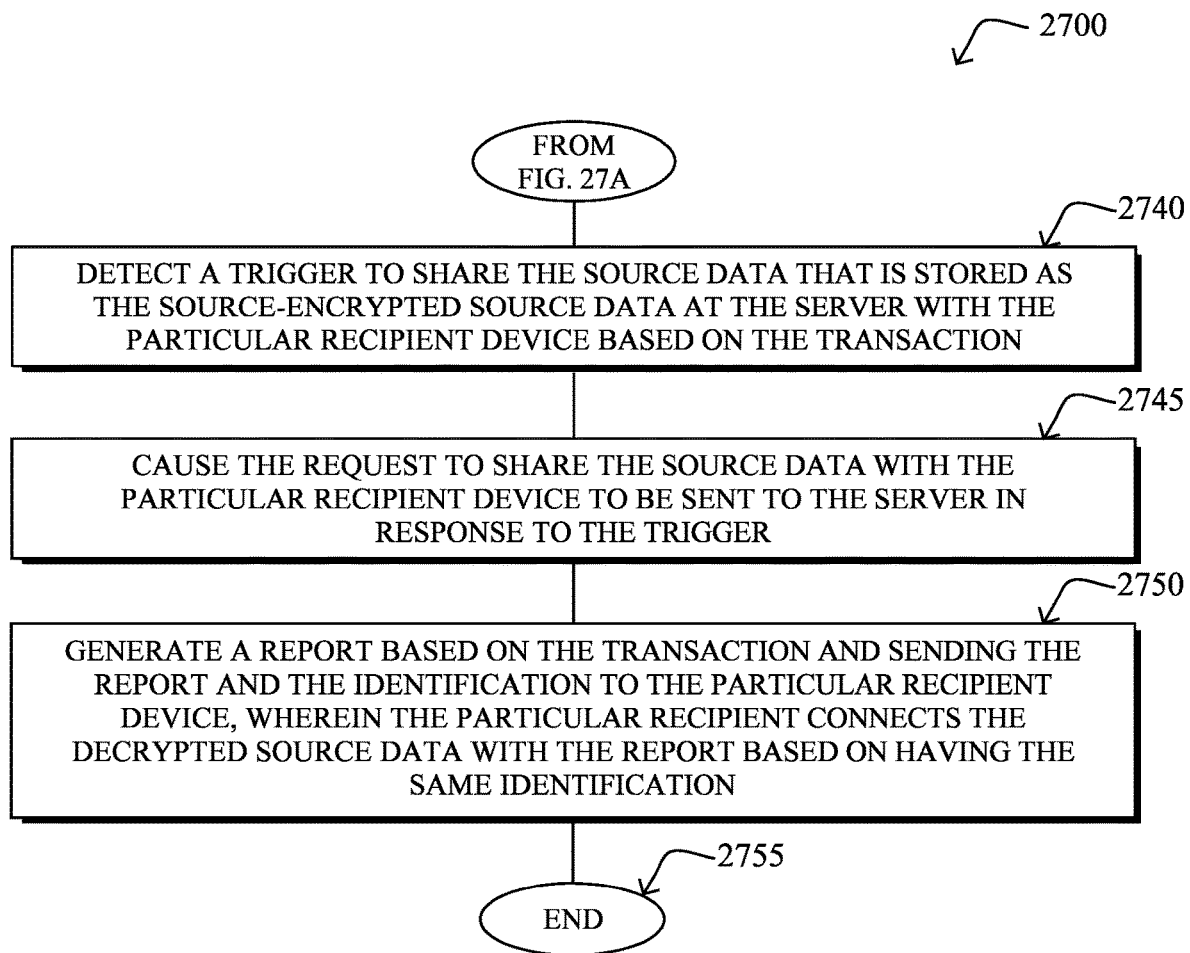 2700
FROM
FIG. 27A
2740
DETECT A TRIGGER TO SHARE THE SOURCE DATA THAT IS STORED AS
THE SOURCE-ENCRYPTED SOURCE DATA AT THE SERVER WITH THE
PARTICULAR RECIPIENT DEVICE BASED ON THE TRANSACTION
2745
CAUSE THE REQUEST TO SHARE THE SOURCE DATA WITH THE
PARTICULAR RECIPIENT DEVICE TO BE SENT TO THE SERVER IN
RESPONSE TO THE TRIGGER
2750
GENERATE A REPORT BASED ON THE TRANSACTION AND SENDING THE
REPORT AND THE IDENTIFICATION TO THE PARTICULAR RECIPIENT
DEVICE, WHEREIN THE PARTICULAR RECIPIENT CONNECTS THE
DECRYPTED SOURCE DATA WITH THE REPORT BASED ON HAVING THE
SAME IDENTIFICATION
2755
END